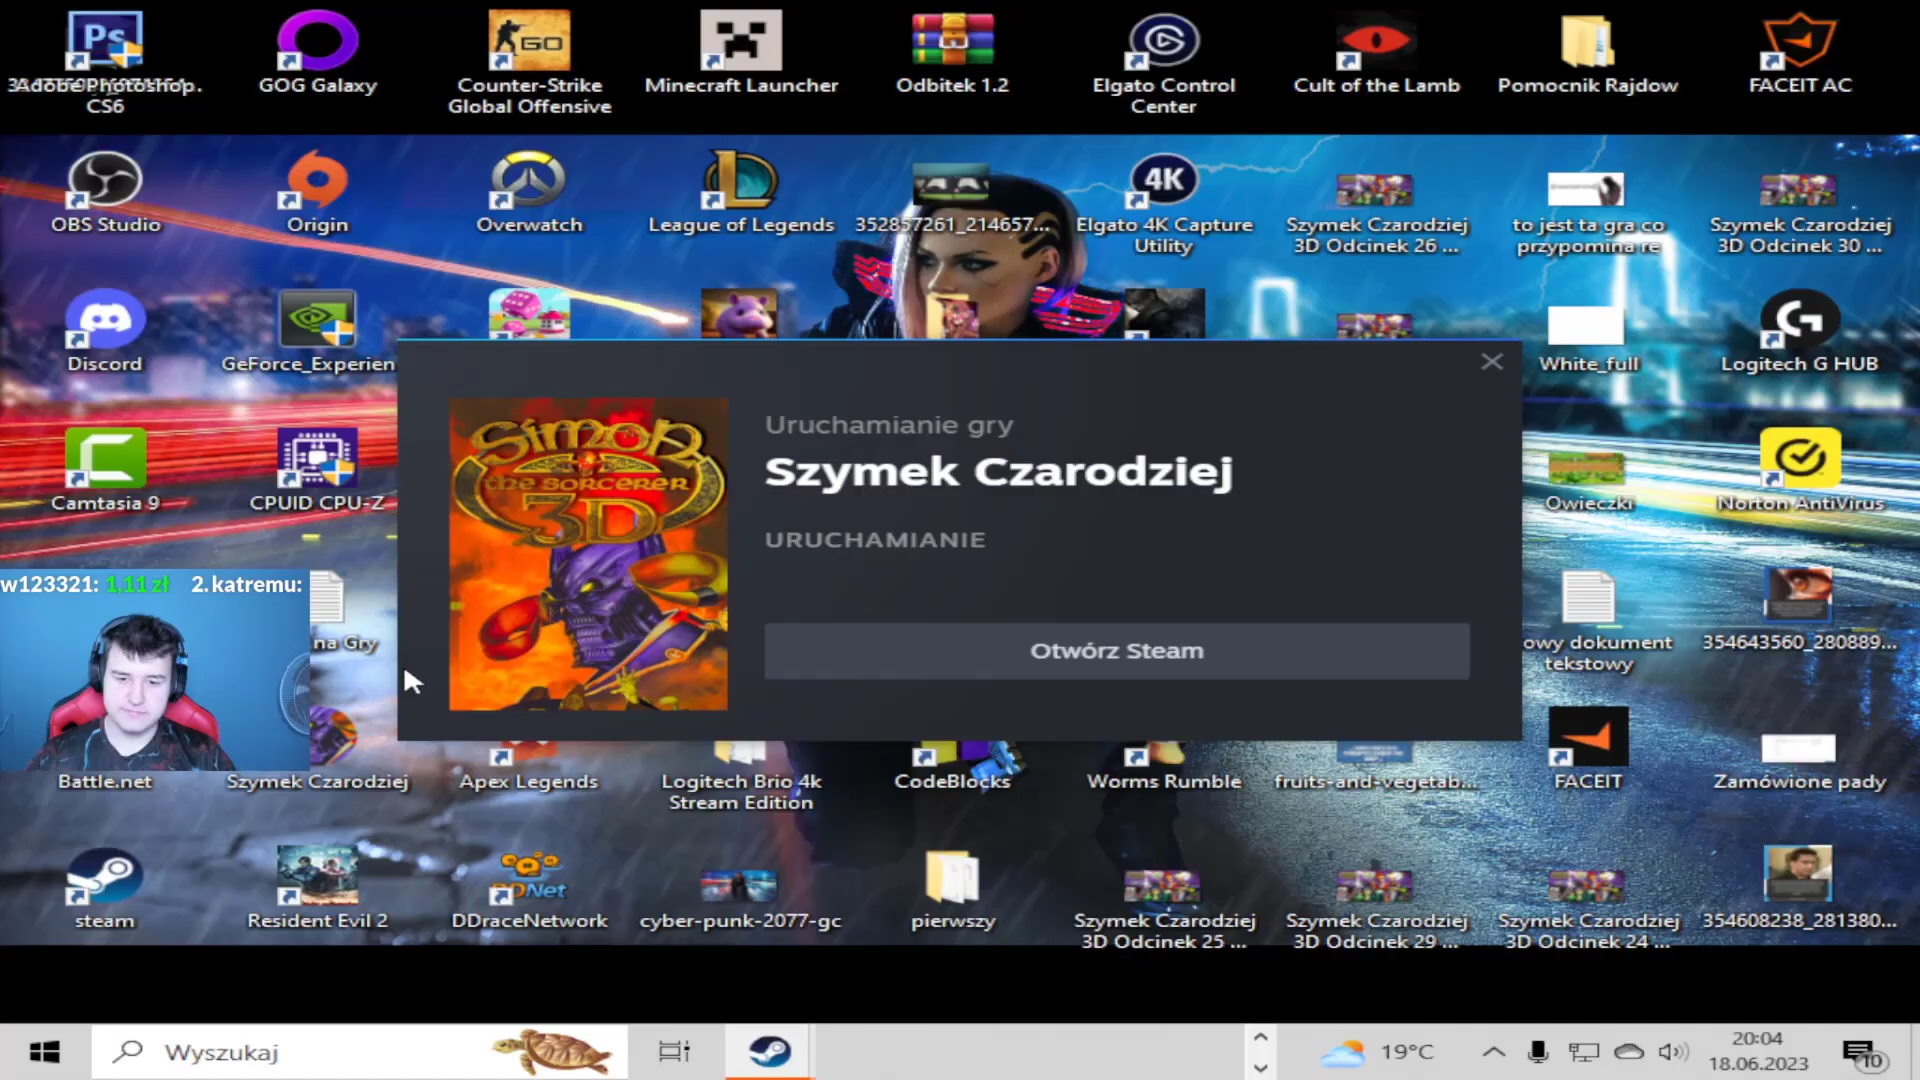 Ps
GOG Galaxy
GO
Counter-Strike
Global Offensive
Minecraft Launcher
Odbitek 1.2
Elgato Control
Center
Cult of the Lamb
Pomocnik Rajdow
FACEIT AC
Adobe Photoshop
CS6
OBS Studio
Origin
Overwatch
League of Legends
352857261_214657...
4K
Elgato 4K Capture
Utility
Szymek Czarodziej
3D Odcinek 26 ...
to jest ta gra co
przypomina re
Szymek Czarodziej
3D Odcinek 30 ...
Discord
GeForce_Experien
White_full
Logitech G HUB
Uruchamianie gry
Szymek Czarodziej
URUCHAMIANIE
Otwórz Steam
Simon
the sorcerer
3D
Camtasia 9
CPUID CPU-Z
Owieczki
Norton AntiVirus
w123321: 1,11 zł 2.katremu:
na Gry
owy dokument
tekstowy
354643560_280889...
Battle.net
Szymek Czarodziej
Apex Legends
Logitech Brio 4k
Stream Edition
CodeBlocks
Worms Rumble
fruits-and-vegetab...
FACEIT
Zamówione pady
steam
Resident Evil 2
DDNet
DDraceNetwork
cyber-punk-2077-gc
pierwszy
Szymek Czarodziej
3D Odcinek 25 ...
Szymek Czarodziej
3D Odcinek 29 ...
Szymek Czarodziej
3D Odcinek 24 ...
354608238_281380...
Wyszukaj
19°C
20:04
18.06.2023
10